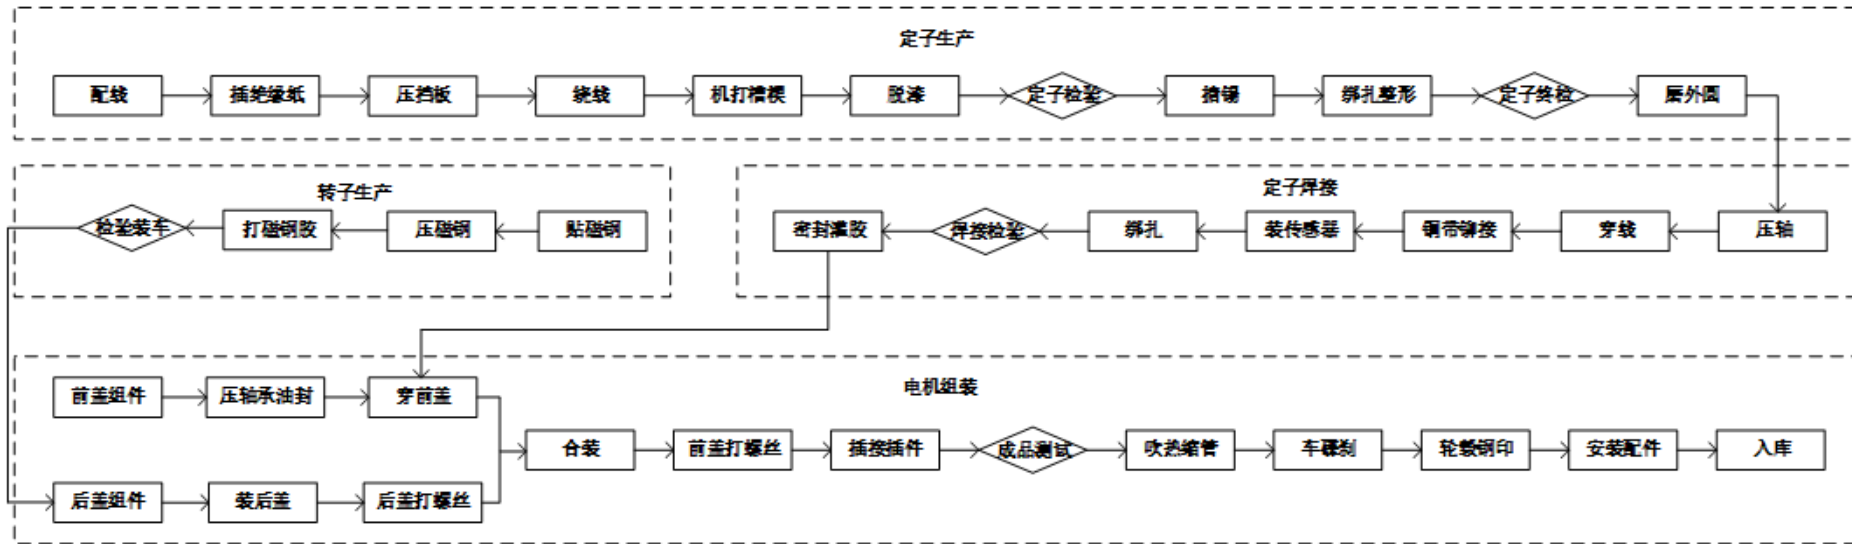 定子生产
配线
插绝缘纸
压挡板
绕线
机打槽楔
脱漆
定子检验
搪锡
绑扎整形
定子终检
磨外圆
转子生产
检验装车
打磁钢胶
压磁钢
贴磁钢
定子焊接
密封灌胶
焊接检验
绑扎
装传感器
铜带铆接
穿线
压轴
电机组装
前盖组件
压轴承油封
穿前盖
合装
前盖打螺丝
插接插件
成品测试
吹热缩管
车碟刹
轮毂钢印
安装配件
入库
后盖组件
装后盖
后盖打螺丝